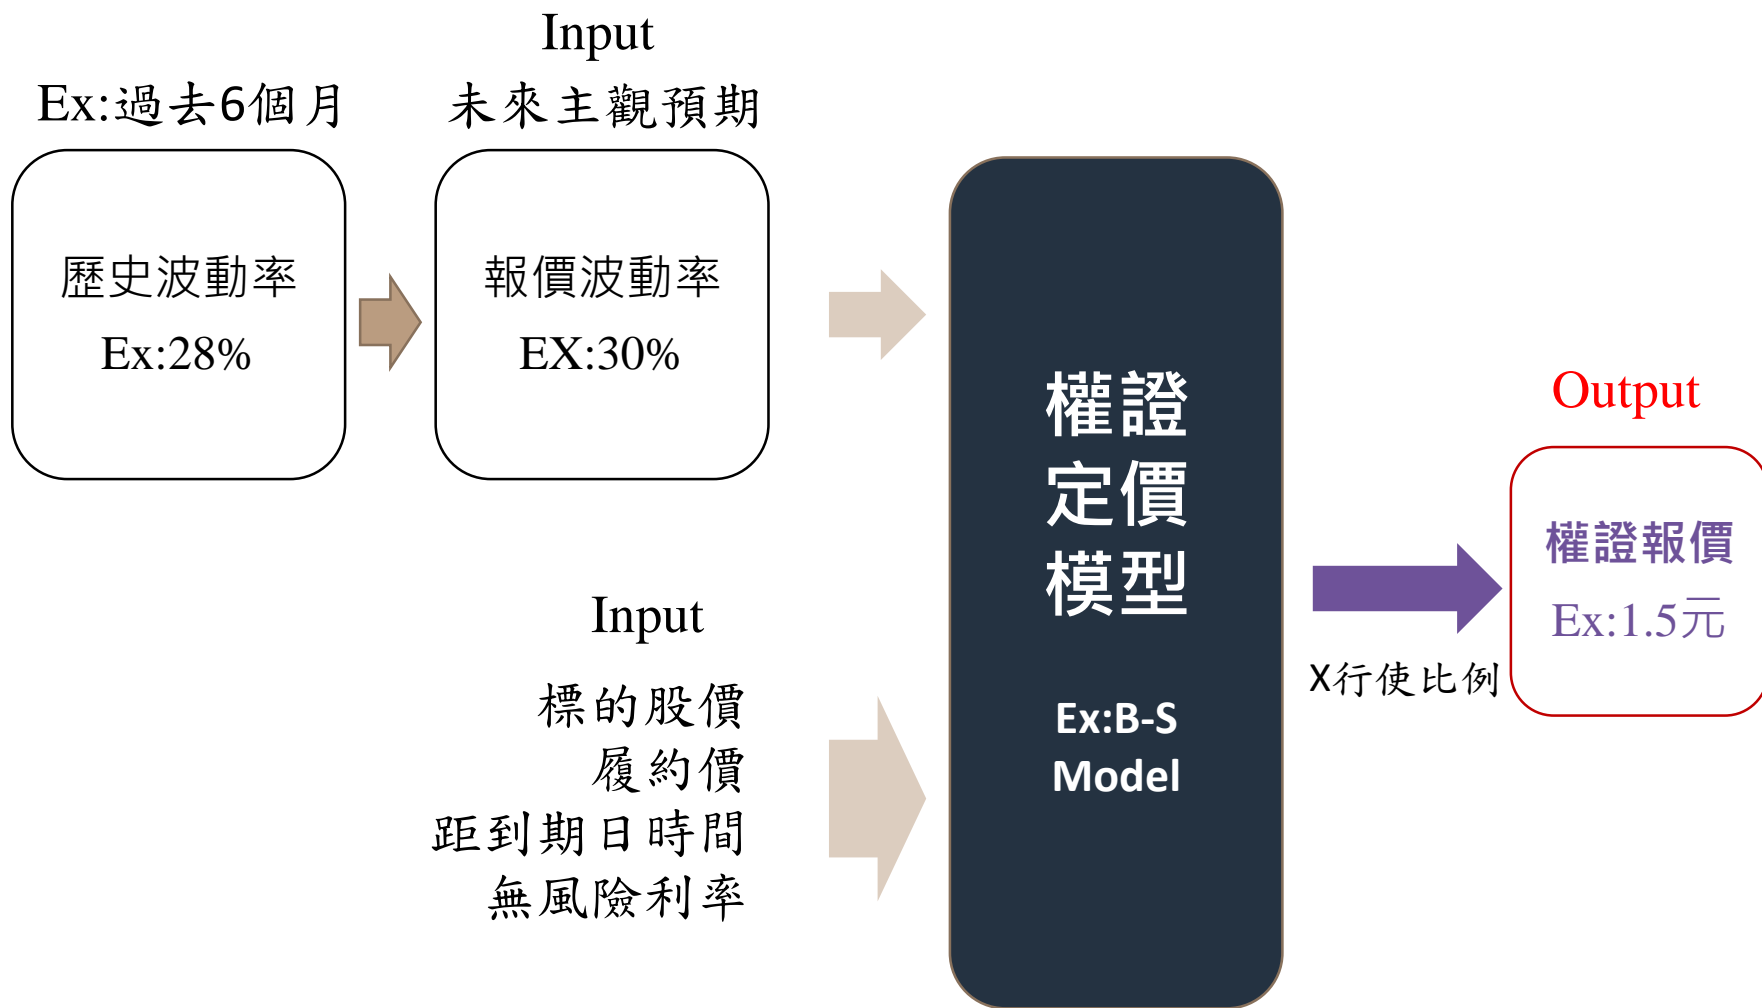 Input
Ex:過去6個月
未來主觀預期
歷史波動率
Ex:28%
報價波動率
EX:30%
Input
標的股價
履約價
距到期日時間
無風險利率
權證
定價
模型
Ex:B-S
Model
X行使比例
Output
權證報價
Ex:1.5元